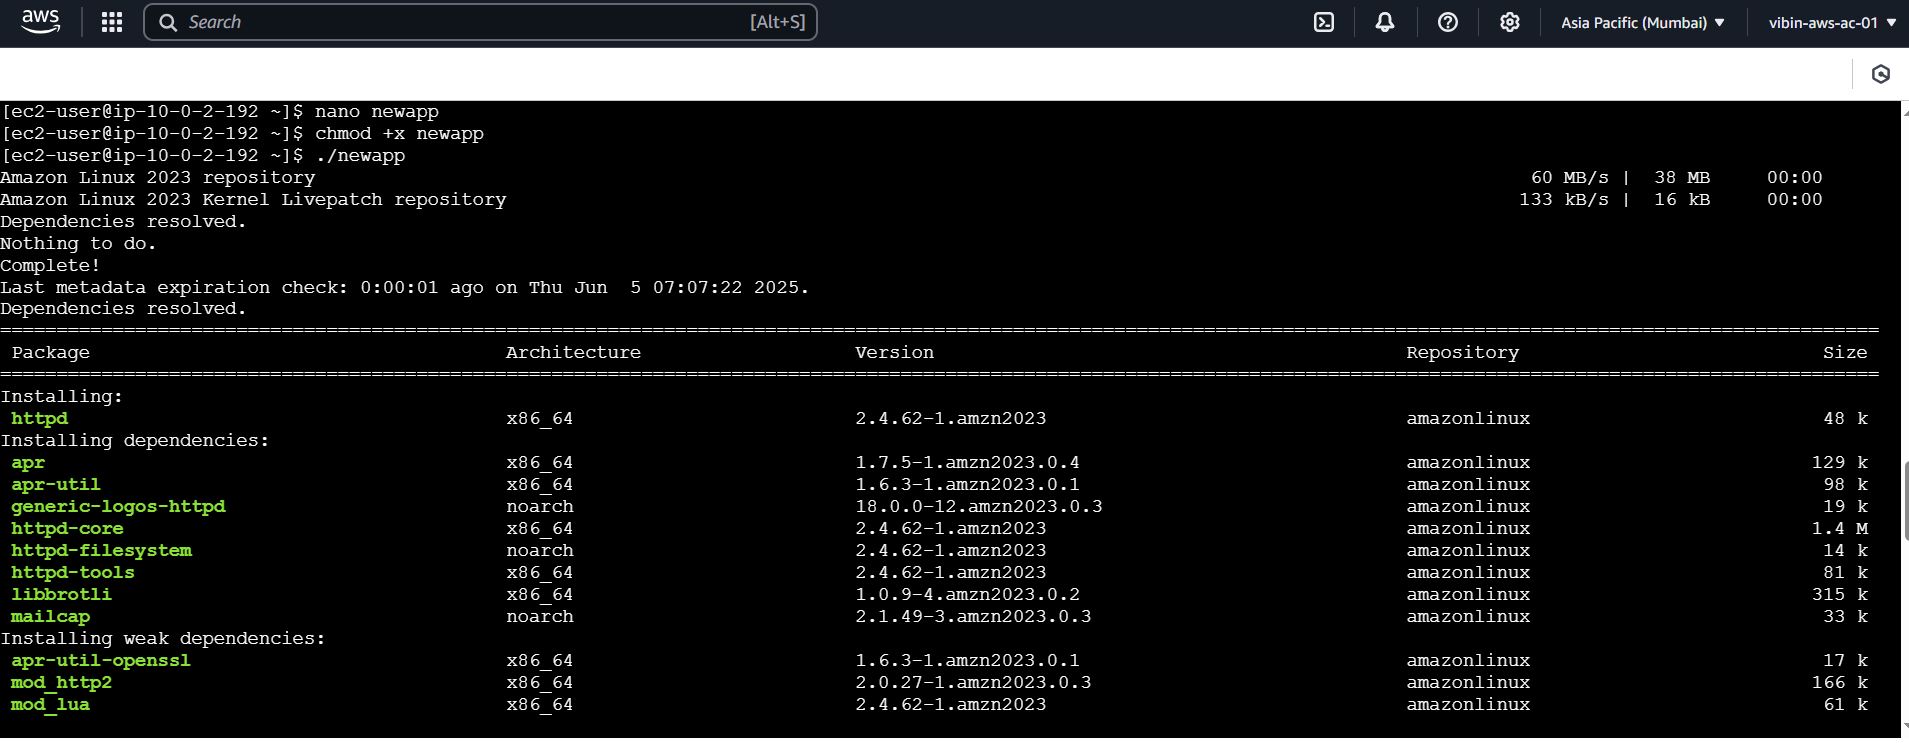 aws Search [Alt+S] Asia Pacific (Mumbai) vibin-aws-ac-01
[ec2-user@ip-10-0-2-192 ~]$ nano newapp
[ec2-user@ip-10-0-2-192 ~]$ chmod +x newapp
[ec2-user@ip-10-0-2-192 ~]$ ./newapp
Amazon Linux 2023 repository 60 MB/s | 38 MB 00:00
Amazon Linux 2023 Kernel Livepatch repository 133 kB/s | 16 kB 00:00
Dependencies resolved.
Nothing to do.
Complete!
Last metadata expiration check: 0:00:01 ago on Thu Jun  5 07:07:22 2025.
Dependencies resolved.
Package Architecture Version Repository Size
Installing:
httpd x86_64 2.4.62-1.amzn2023 amazonlinux 48 k
Installing dependencies:
apr x86_64 1.7.5-1.amzn2023.0.4 amazonlinux 129 k
apr-util x86_64 1.6.3-1.amzn2023.0.1 amazonlinux 98 k
generic-logos-httpd noarch 18.0.0-12.amzn2023.0.3 amazonlinux 19 k
httpd-core x86_64 2.4.62-1.amzn2023 amazonlinux 1.4 M
httpd-filesystem noarch 2.4.62-1.amzn2023 amazonlinux 14 k
httpd-tools x86_64 2.4.62-1.amzn2023 amazonlinux 81 k
libbrotli x86_64 1.0.9-4.amzn2023.0.2 amazonlinux 315 k
mailcap noarch 2.1.49-3.amzn2023.0.3 amazonlinux 33 k
Installing weak dependencies:
apr-util-openssl x86_64 1.6.3-1.amzn2023.0.1 amazonlinux 17 k
mod_http2 x86_64 2.0.27-1.amzn2023.0.3 amazonlinux 166 k
mod_lua x86_64 2.4.62-1.amzn2023 amazonlinux 61 k